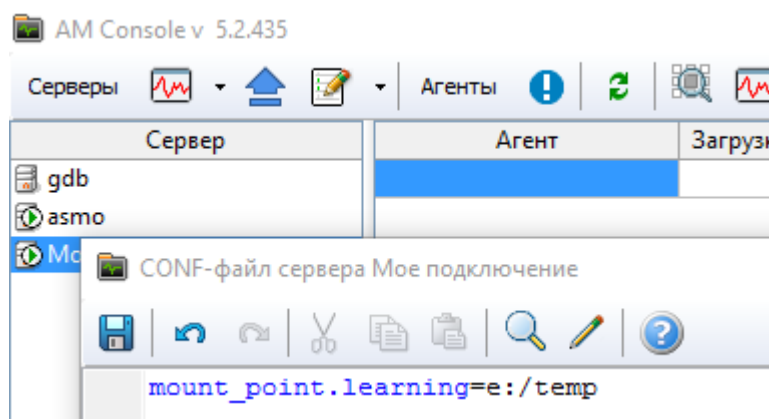 AM Console v 5.2.435
Серверы Агенты
Сервер Агент
gdb
asmo
CONF-файл сервера Мое подключение
mount_point.learning=e:/temp